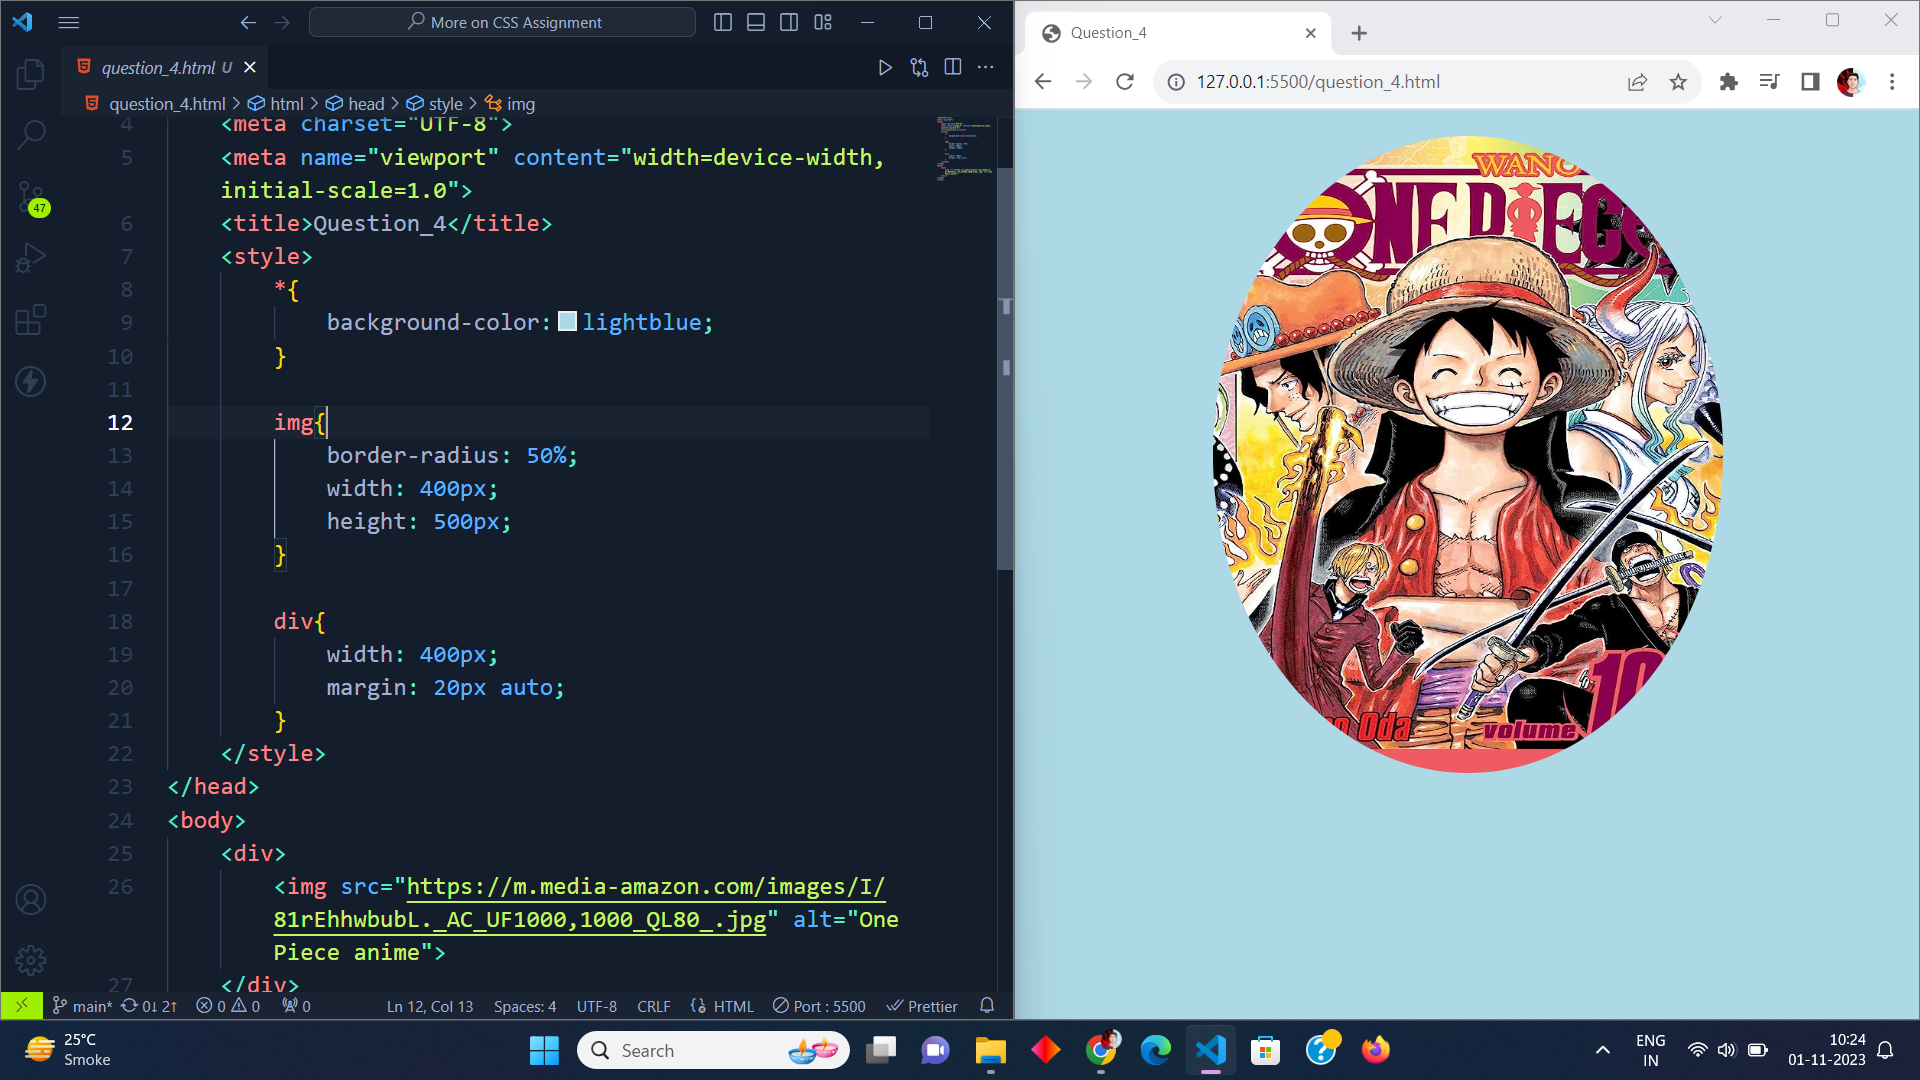 More on CSS Assignment
question_4.html U
question_4.html > html > head > style > img
47
4 <meta charset="UTF-8">
5 <meta name="viewport" content="width=device-width,
initial-scale=1.0">
6 <title>Question_4</title>
7 <style>
8 *{
9 background-color: lightblue;
10 }
11
12 img{
13 border-radius: 50%;
14 width: 400px;
15 height: 500px;
16 }
17
18 div{
19 width: 400px;
20 margin: 20px auto;
21 }
22 </style>
23 </head>
24 <body>
25 <div>
26 <img src="https://m.media-amazon.com/images/I/
81rEhhwbubL._AC_UF1000,1000_QL80_.jpg" alt="One
Piece anime">
27 </div>
main* 0↓ 2↑ 0 0 0 Ln 12, Col 13 Spaces: 4 UTF-8 CRLF HTML Port : 5500 Prettier
Question_4
127.0.0.1:5500/question_4.html
WANO
ONE PIECE
Oda
volume 10
25°C
Smoke
Search
ENG
IN
10:24
01-11-2023